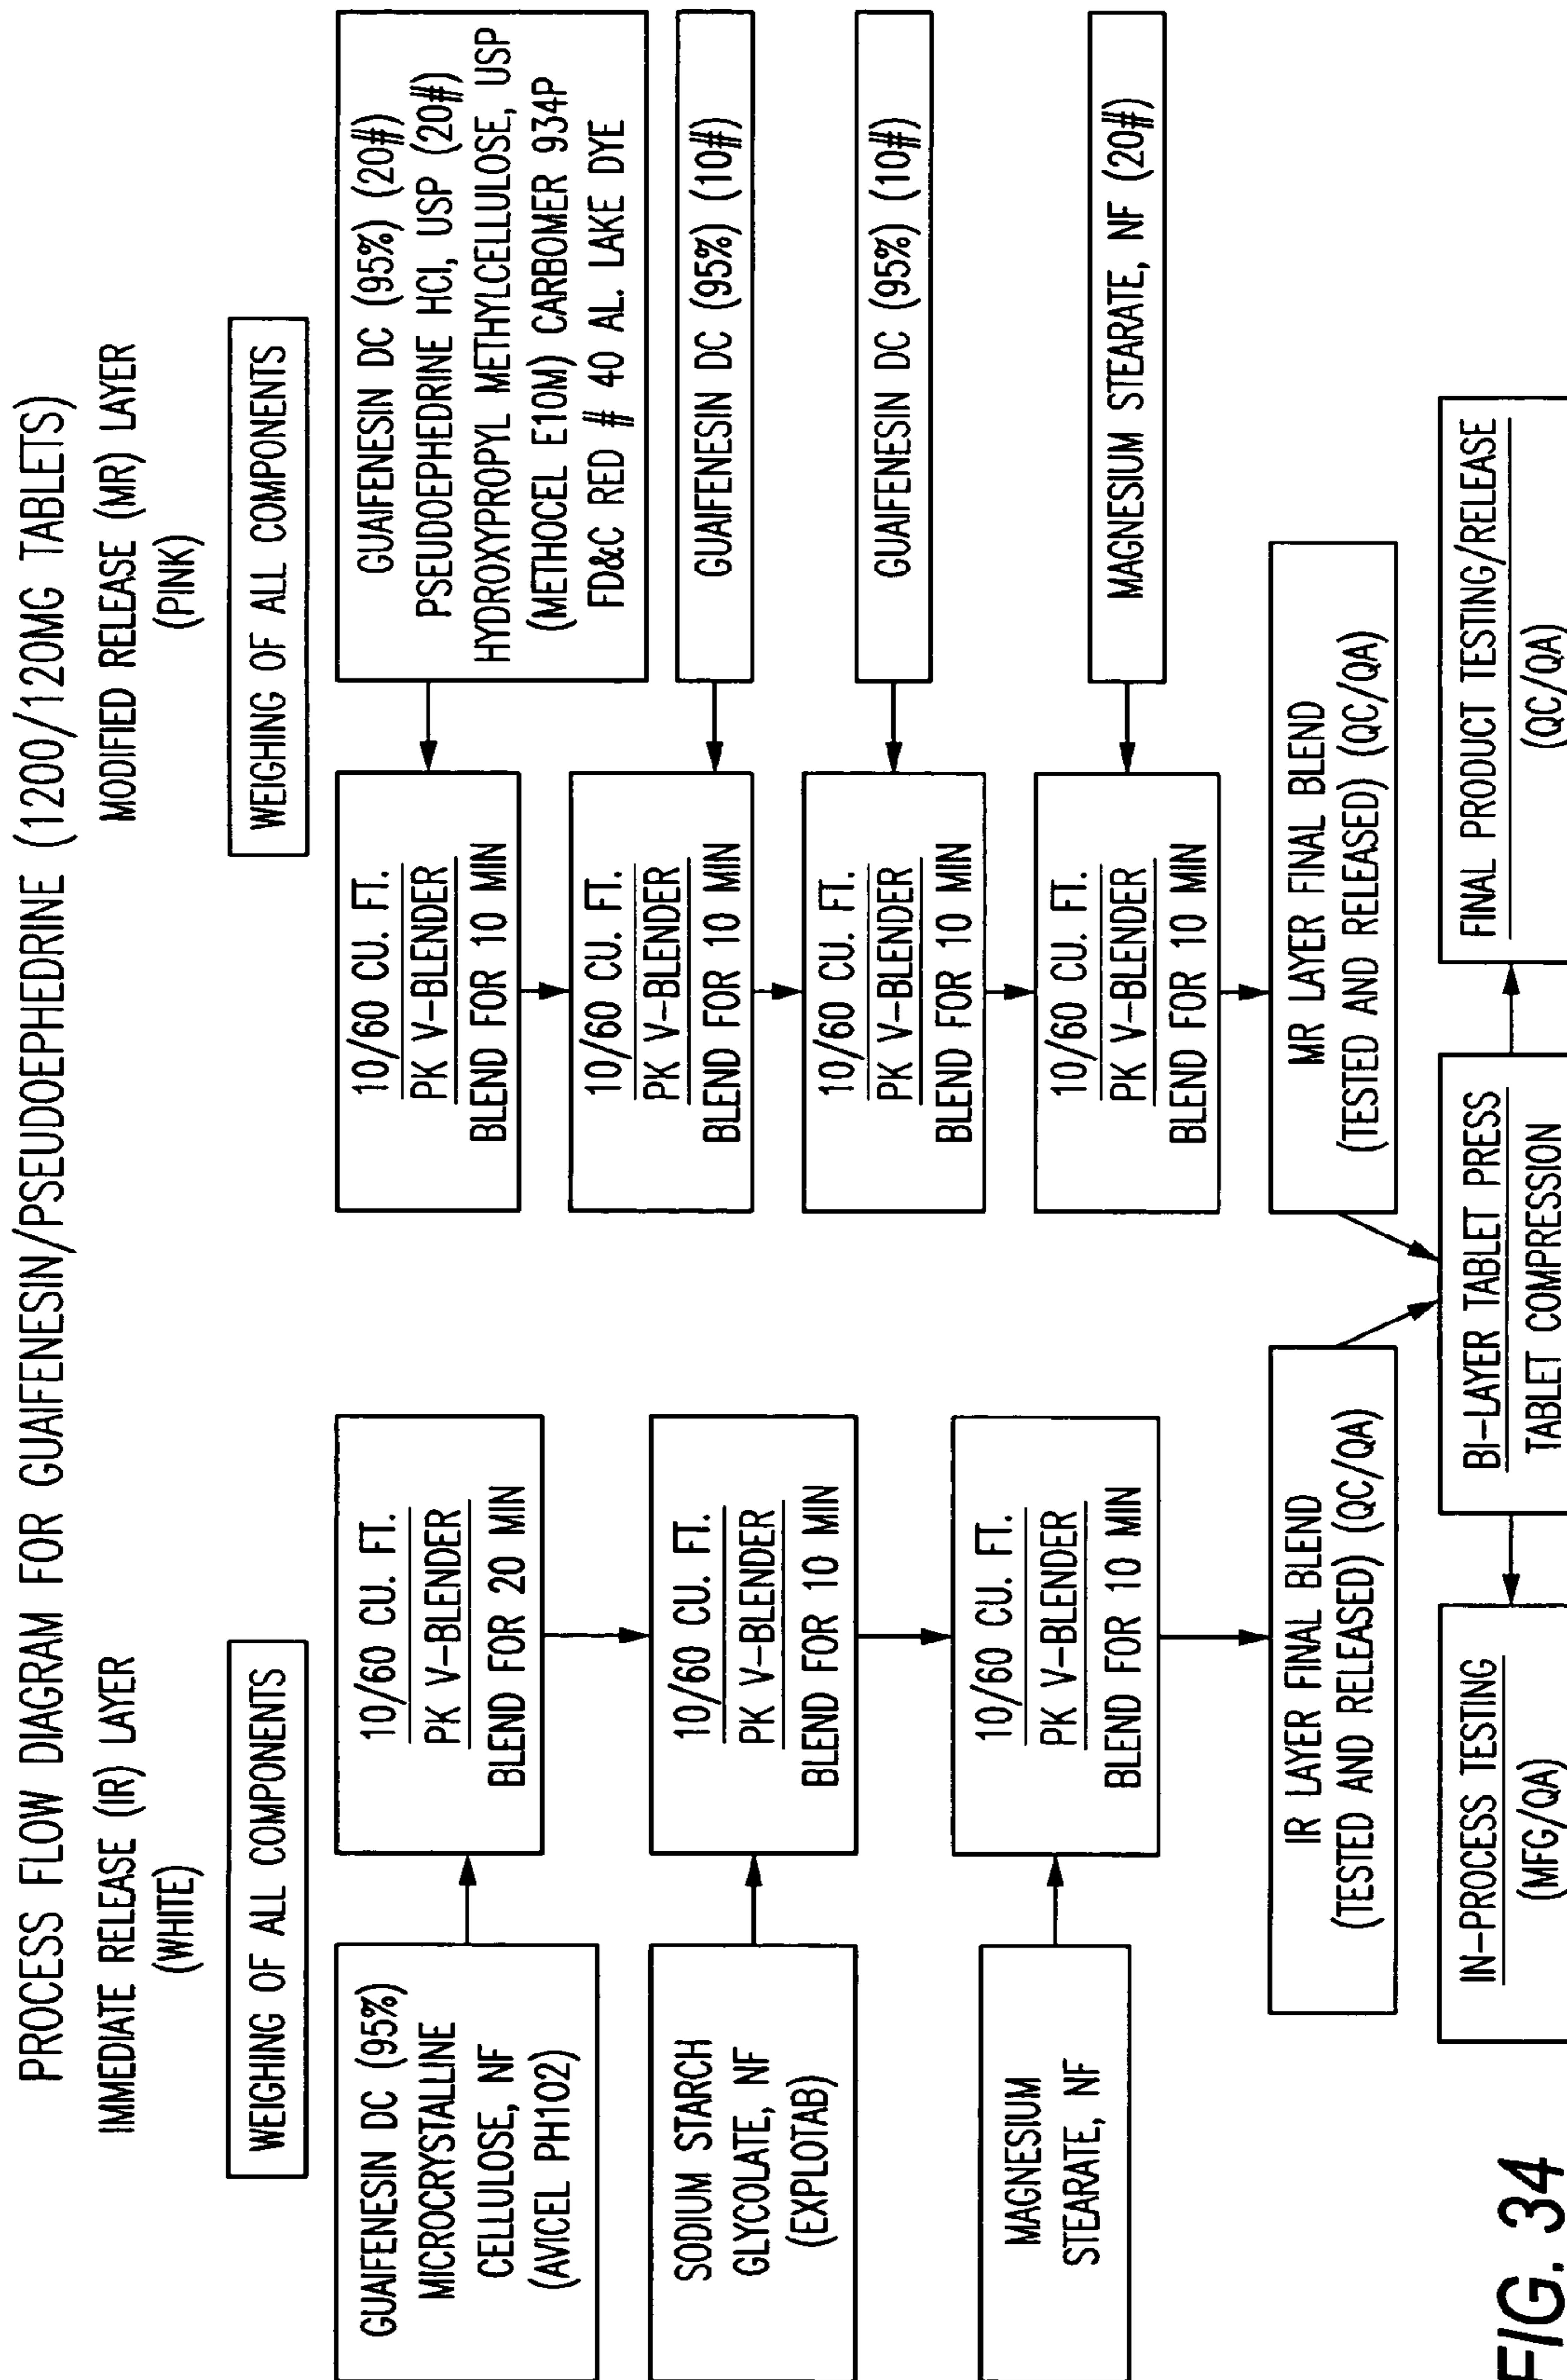 PROCESS FLOW DIAGRAM FOR GUAIFENESIN/PSEUDOEPHEDRINE (1200/120MG TABLETS)
IMMEDIATE RELEASE (IR) LAYER
(WHITE)
WEIGHING OF ALL COMPONENTS
GUAIFENESIN DC (95%)
MICROCRYSTALLINE
CELLULOSE, NF
(AVICEL PH102)
10/60 CU. FT.
PK V-BLENDER
BLEND FOR 20 MIN
SODIUM STARCH
GLYCOLATE, NF
(EXPLOTAB)
10/60 CU. FT.
PK V-BLENDER
BLEND FOR 10 MIN
MAGNESIUM
STEARATE, NF
10/60 CU. FT.
PK V-BLENDER
BLEND FOR 10 MIN
IR LAYER FINAL BLEND
(TESTED AND RELEASED) (QC/QA)
MODIFIED RELEASE (MR) LAYER
(PINK)
WEIGHING OF ALL COMPONENTS
10/60 CU. FT.
PK V-BLENDER
BLEND FOR 10 MIN
GUAIFENESIN DC (95%) (20#)
PSEUDOEPHEDRINE HCI, USP (20#)
HYDROXYPROPYL METHYLCELLULOSE, USP
(METHOCEL E10M) CARBOMER 934P
FD&C RED # 40 AL. LAKE DYE
10/60 CU. FT.
PK V-BLENDER
BLEND FOR 10 MIN
GUAIFENESIN DC (95%) (10#)
10/60 CU. FT.
PK V-BLENDER
BLEND FOR 10 MIN
GUAIFENESIN DC (95%) (10#)
10/60 CU. FT.
PK V-BLENDER
BLEND FOR 10 MIN
MAGNESIUM STEARATE, NF (20#)
MR LAYER FINAL BLEND
(TESTED AND RELEASED) (QC/QA)
IN-PROCESS TESTING
(MFG/QA)
BI-LAYER TABLET PRESS
TABLET COMPRESSION
FINAL PRODUCT TESTING/RELEASE
(QC/QA)
FIG. 34